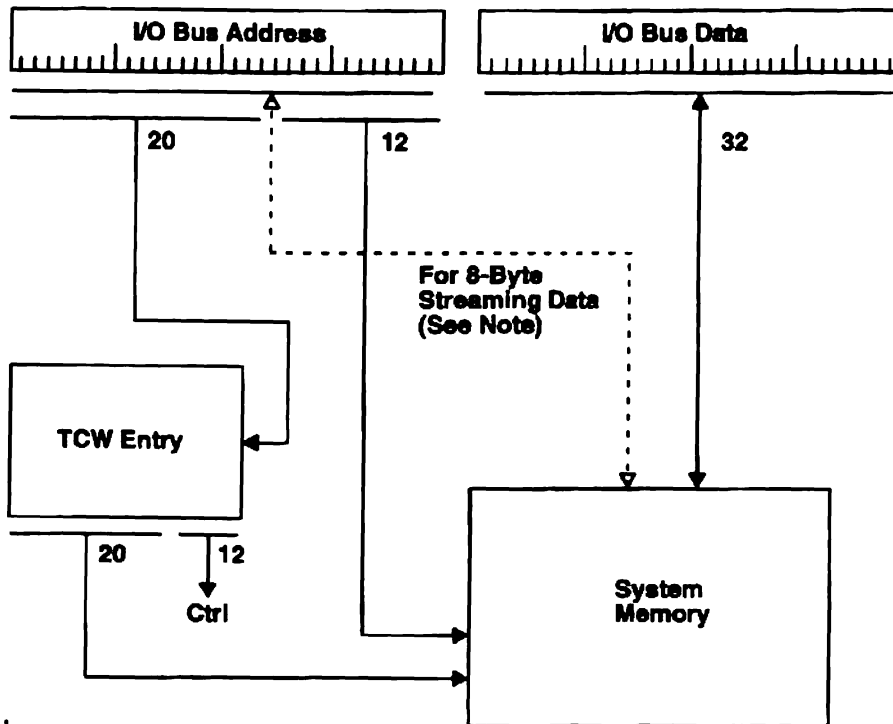 I/O Bus Address
I/O Bus Data
20
12
32
For 8-Byte
Streaming Data
(See Note)
TCW Entry
20
12
Ctrl
System
Memory